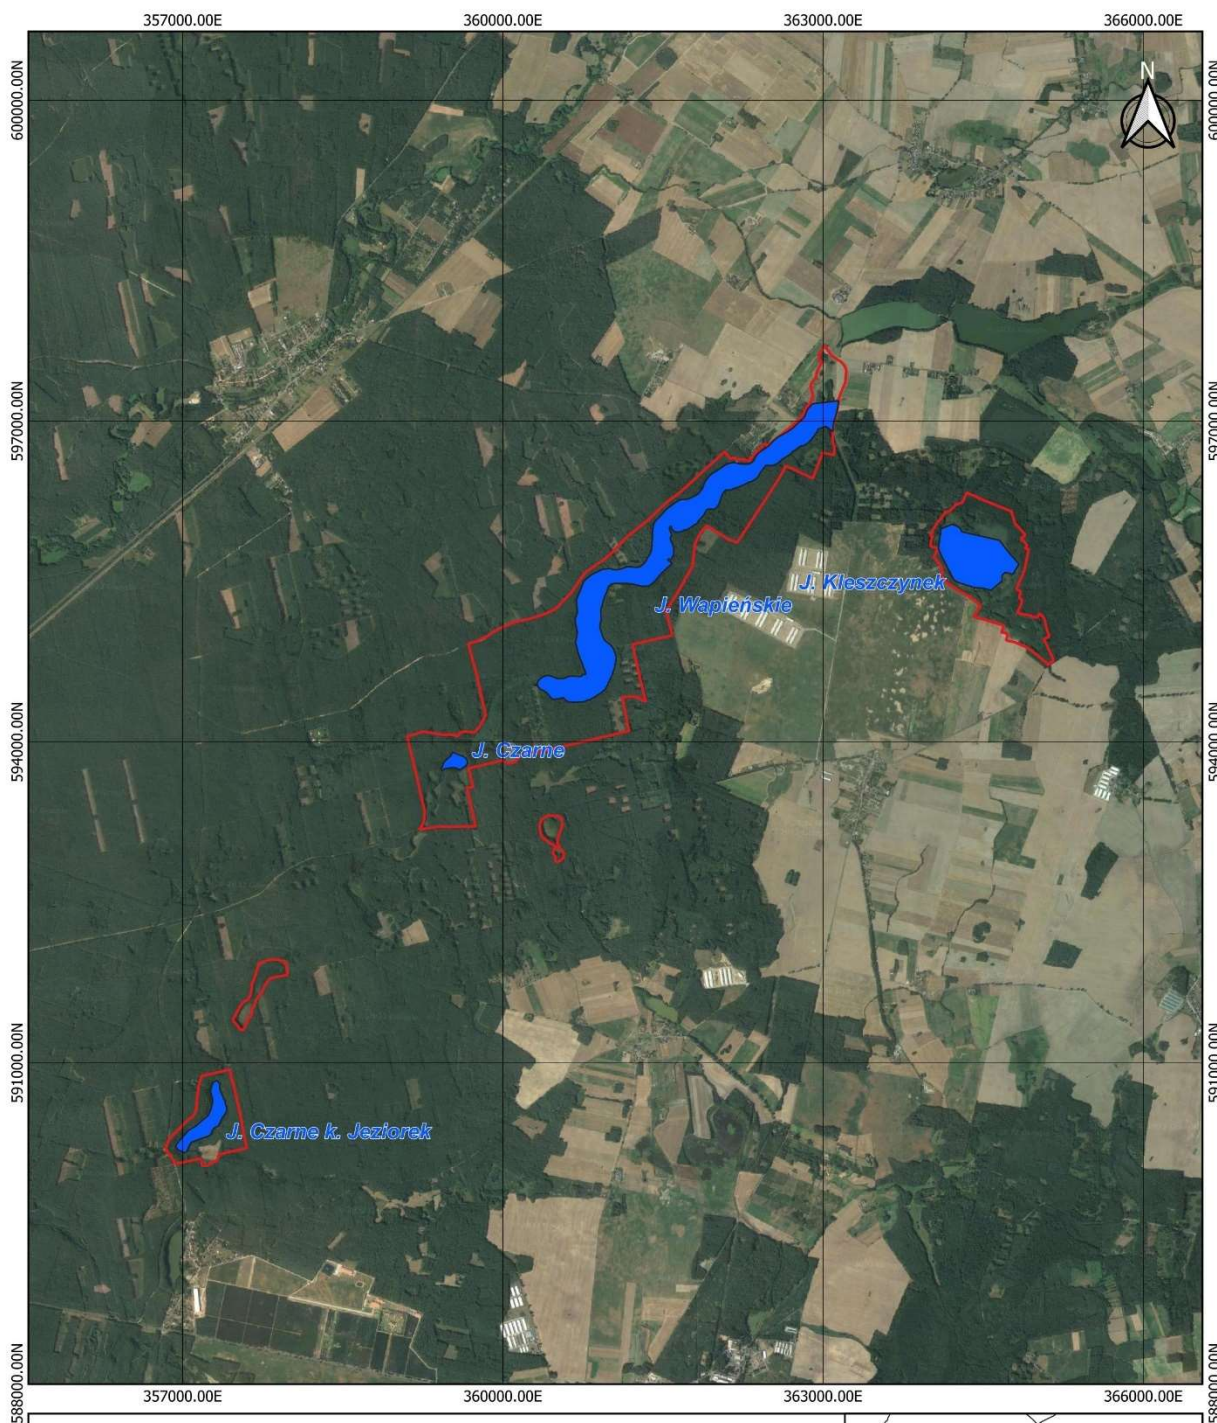 357000.00E 360000.00E 363000.00E 366000.00E
N
600000.00N 600000.00N
597000.00N 597000.00N
J. Kleszczynek
J. Wapieńskie
594000.00N 594000.00N
J. Czarne
591000.00N 591000.00N
J. Czarne k. Jeziorek
588000.00N 588000.00N
357000.00E 360000.00E 363000.00E 366000.00E